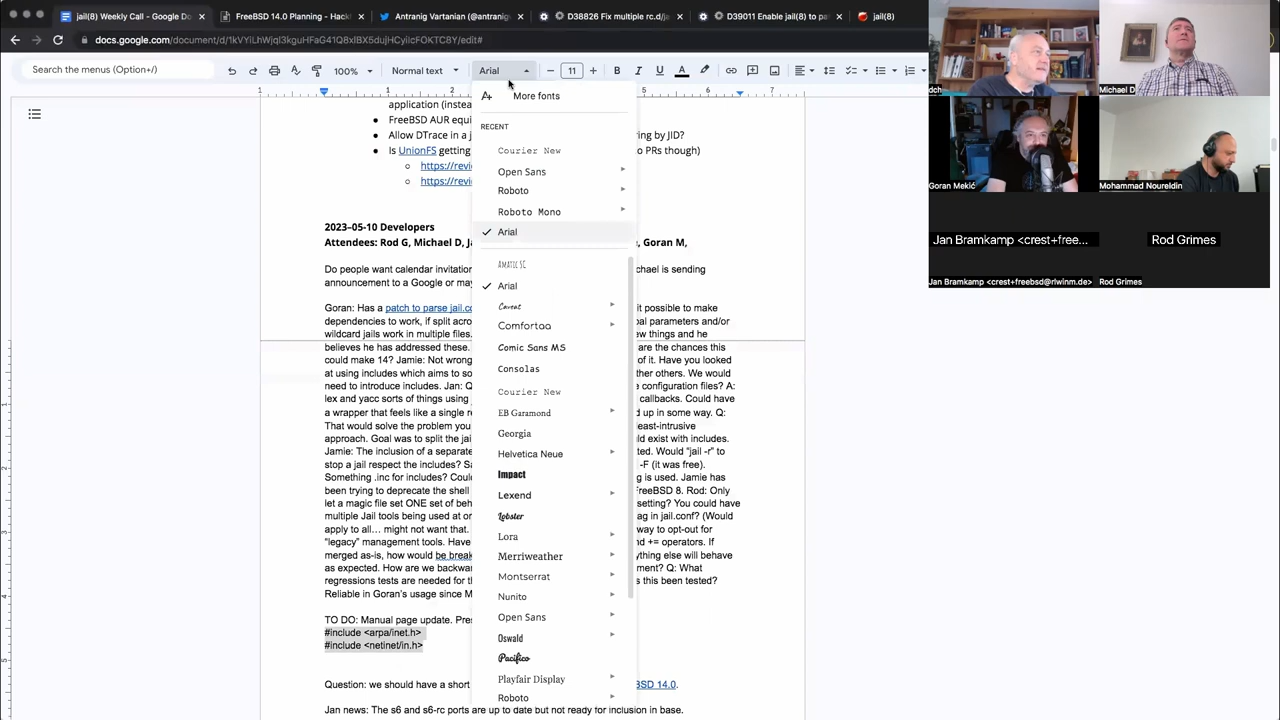 jail(8) Weekly Call - Google Doc
FreeBSD 14.0 Planning - Hack
Antranig Vartanian (@antranig
D38826 Fix multiple rc.d/ja
D39011 Enable jail(8) to pa
jail(8)
docs.google.com/document/d/1kVYiLhWjqI3kguHFaG41Q8xIBX5dujHCyiIcFOKTC8Y/edit#
Search the menus (Option+/)
100%
Normal text
Arial
11
More fonts
RECENT
Courier New
Open Sans
Roboto
Roboto Mono
Arial
Amatic SC
Arial
Caveat
Comfortaa
Comic Sans MS
Consolas
Courier New
EB Garamond
Georgia
Helvetica Neue
Impact
Lexend
Lobster
Lora
Merriweather
Montserrat
Nunito
Open Sans
Oswald
Pacifico
Playfair Display
Roboto
application (instea
FreeBSD AUR equi
Allow DTrace in a j ring by JID?
Is UnionFS getting o PRs though)
https://revie
https://revie
2023-05-10 Developers
Attendees: Rod G, Michael D, Ja e, Goran M,
Do people want calendar invitation chael is sending
announcement to a Google or may
Goran: Has a patch to parse jail.co it possible to make
dependencies to work, if split acro bal parameters and/or
wildcard jails work in multiple files. ew things and he
believes he has addressed these. are the chances this
could make 14? Jamie: Not wrong of it. Have you looked
at using includes which aims to so ther others. We would
need to introduce includes. Jan: Q configuration files? A:
lex and yacc sorts of things using callbacks. Could have
a wrapper that feels like a single r d up in some way. Q:
That would solve the problem you east-intrusive
approach. Goal was to split the jai uld exist with includes.
Jamie: The inclusion of a separate ted. Would "jail -r" to
stop a jail respect the includes? Sa -F (it was free).
Something .inc for includes? Coul g is used. Jamie has
been trying to deprecate the shell FreeBSD 8. Rod: Only
let a magic file set ONE set of beh setting? You could have
multiple Jail tools being used at on ag in jail.conf? (Would
apply to all… might not want that. way to opt-out for
"legacy" management tools. Have nd += operators. If
merged as-is, how would be break ything else will behave
as expected. How are we backwar ment? Q: What
regressions tests are needed for th s this been tested?
Reliable in Goran's usage since M
TO DO: Manual page update. Pres
#include <arpa/inet.h>
#include <netinet/in.h>
Question: we should have a short BSD 14.0.
Jan news: The s6 and s6-rc ports are up to date but not ready for inclusion in base.
dch
Michael D
Goran Mekić
Mohammad Noureldin
Jan Bramkamp <crest+free...
Rod Grimes
Jan Bramkamp <crest+freebsd@rlwinm.de>
Rod Grimes